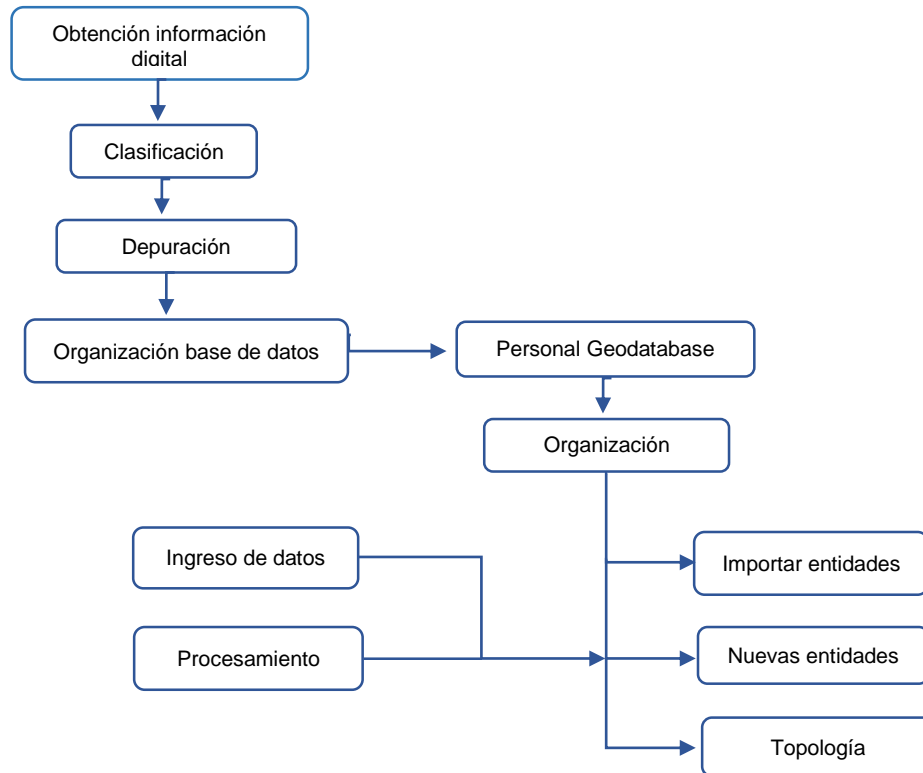 Obtención información
digital
Clasificación
Depuración
Organización base de datos
Personal Geodatabase
Organización
Ingreso de datos
Importar entidades
Procesamiento
Nuevas entidades
Topología